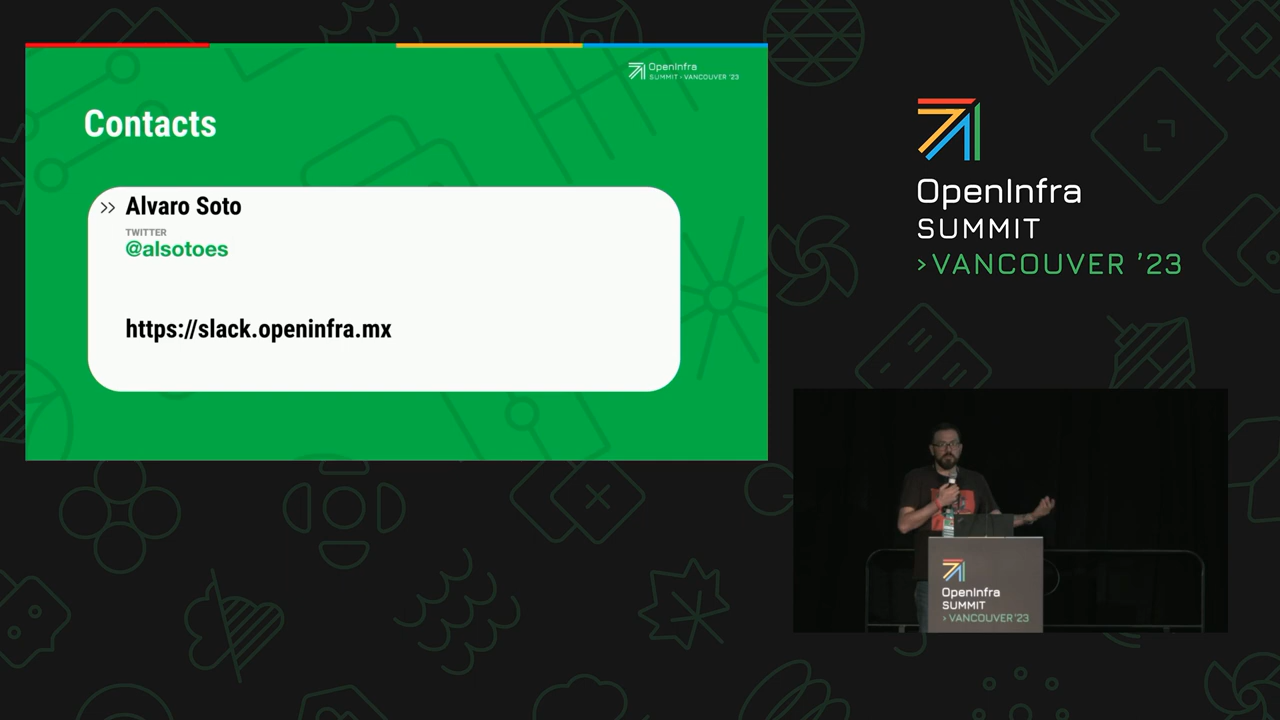 OpenInfra
SUMMIT › VANCOUVER '23
Contacts
>> Alvaro Soto
TWITTER
@alsotoes
https://slack.openinfra.mx
OpenInfra
SUMMIT
>VANCOUVER ’23
OpenInfra
SUMMIT
> VANCOUVER '23